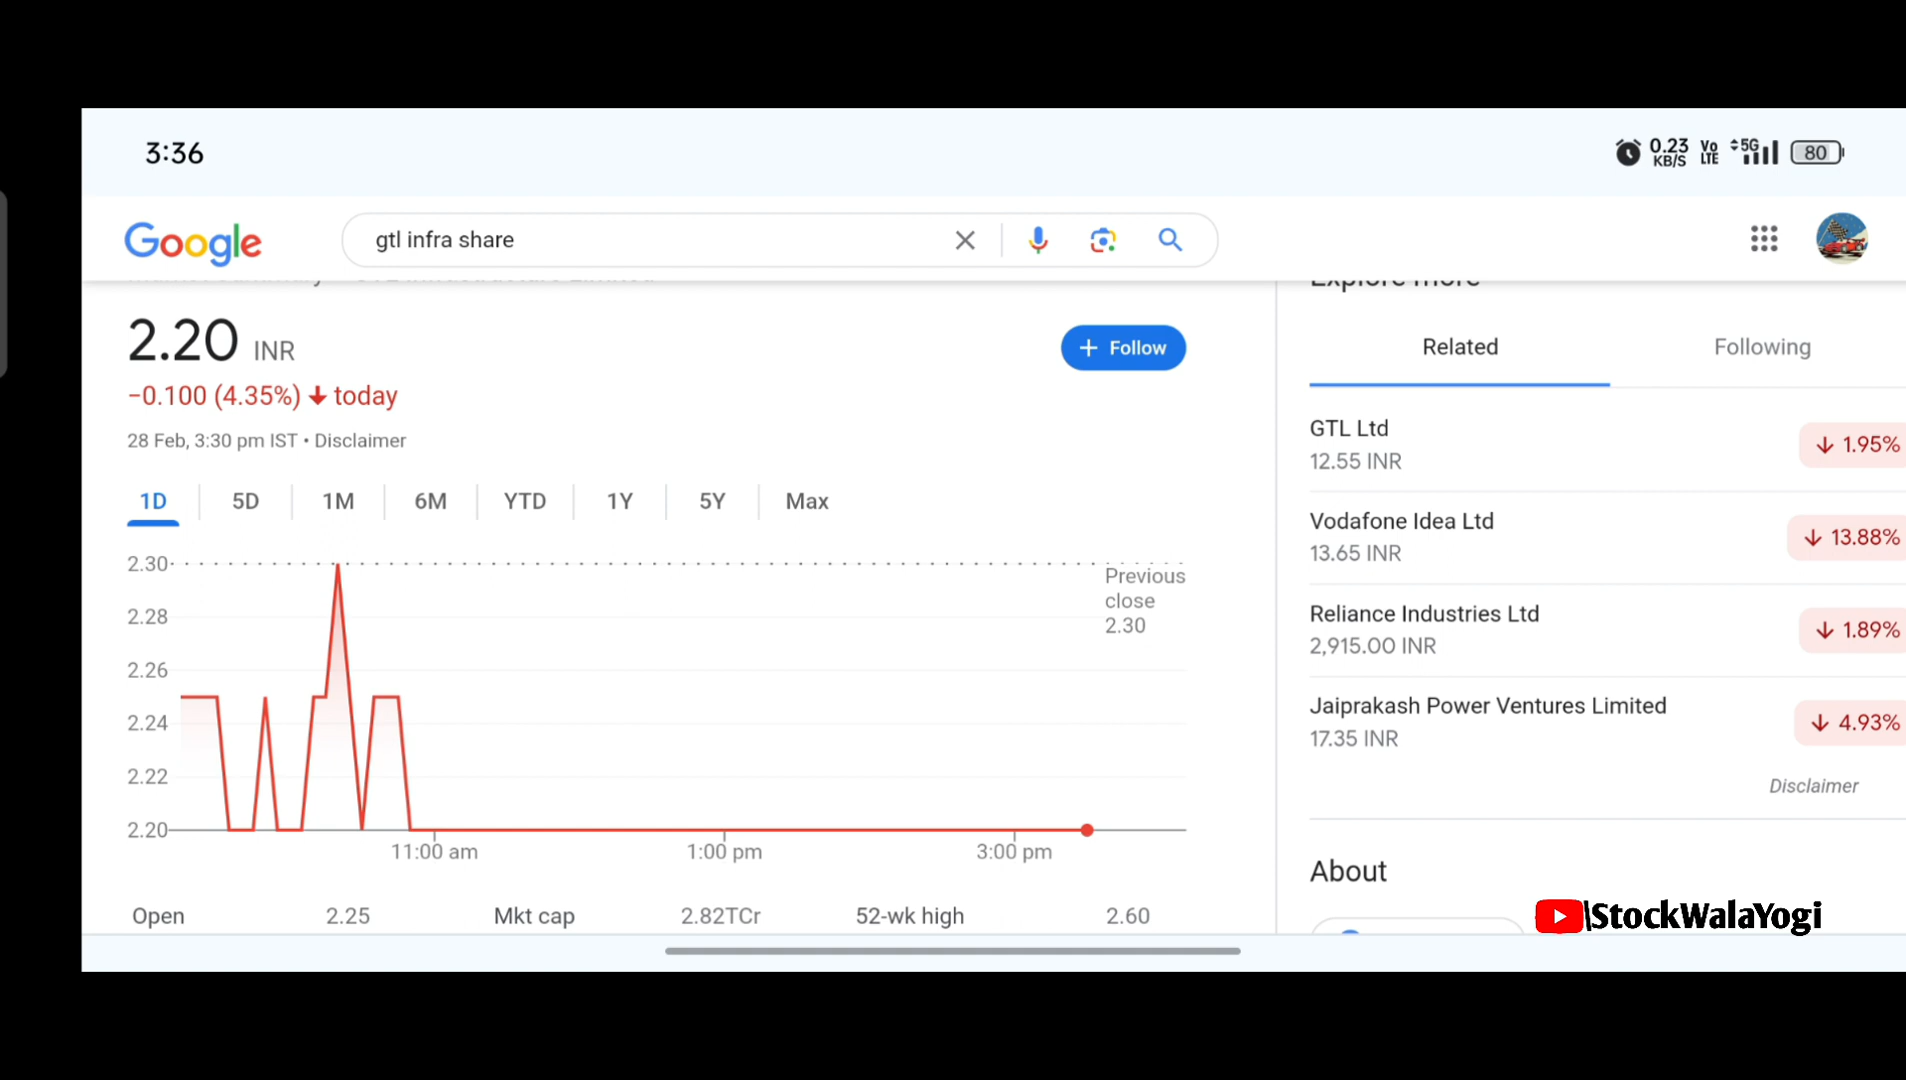 3:36
0.23
KB/S
Vo
LTE
5G
80
Google
gtl infra share
Explore more
2.20 INR
Follow
−0.100 (4.35%) today
28 Feb, 3:30 pm IST • Disclaimer
1D
5D
1M
6M
YTD
1Y
5Y
Max
2.30
2.28
2.26
2.24
2.22
2.20
Previous
close
2.30
11:00 am
1:00 pm
3:00 pm
Open 2.25
Mkt cap 2.82TCr
52-wk high 2.60
Related
Following
GTL Ltd
12.55 INR
1.95%
Vodafone Idea Ltd
13.65 INR
13.88%
Reliance Industries Ltd
2,915.00 INR
1.89%
Jaiprakash Power Ventures Limited
17.35 INR
4.93%
Disclaimer
About
\StockWalaYogi